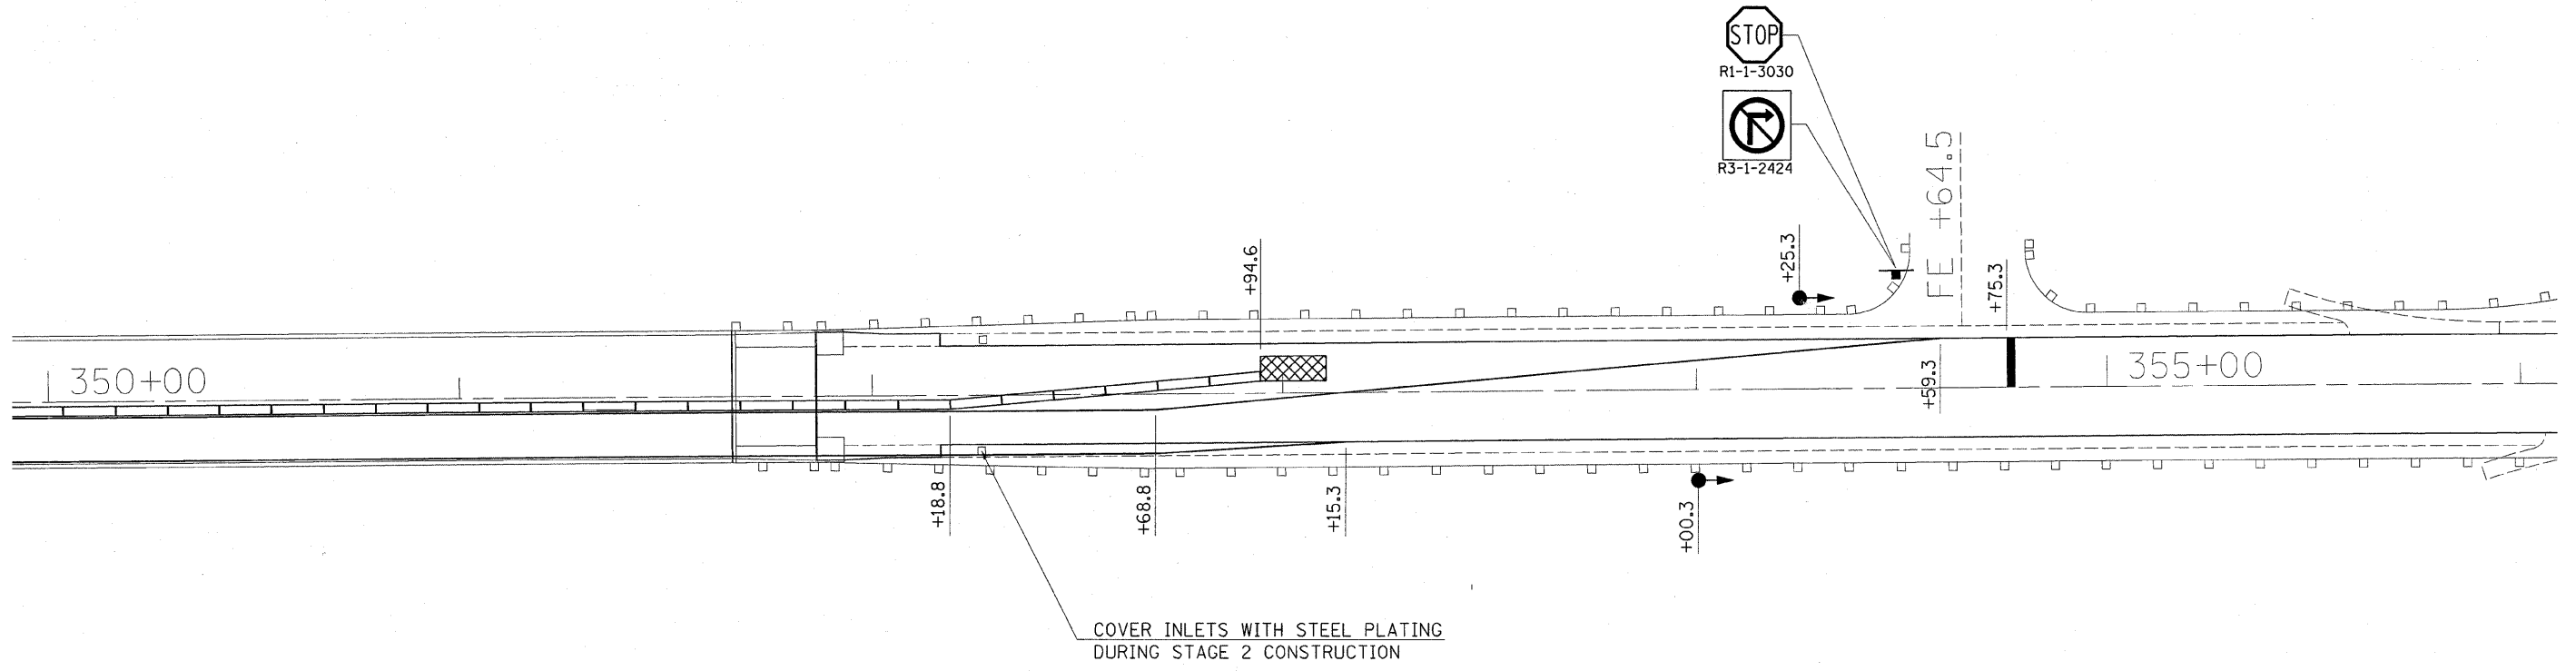 STOP
R1-1-3030
R3-1-2424
FE +64.5
+94.6
+25.3
+75.3
350+00
355+00
+59.3
+18.8
+68.8
+15.3
+00.3
COVER INLETS WITH STEEL PLATING
DURING STAGE 2 CONSTRUCTION